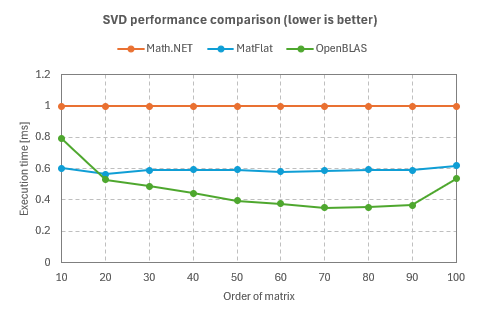 SVD performance comparison (lower is better)
Math.NET MatFlat OpenBLAS
1.2
1
0.8
0.6
0.4
0.2
0
Execution time [ms]
10 20 30 40 50 60 70 80 90 100
Order of matrix